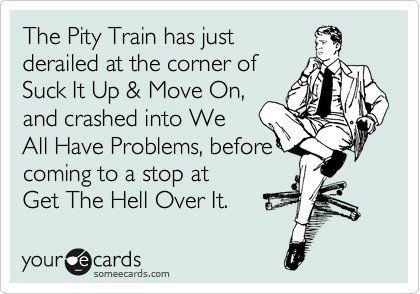 The Pity Train has just
derailed at the corner of
Suck It Up & Move On,
and crashed into We
All Have Problems, before
coming to a stop at
Get The Hell Over It.
your ecards
someecards.com